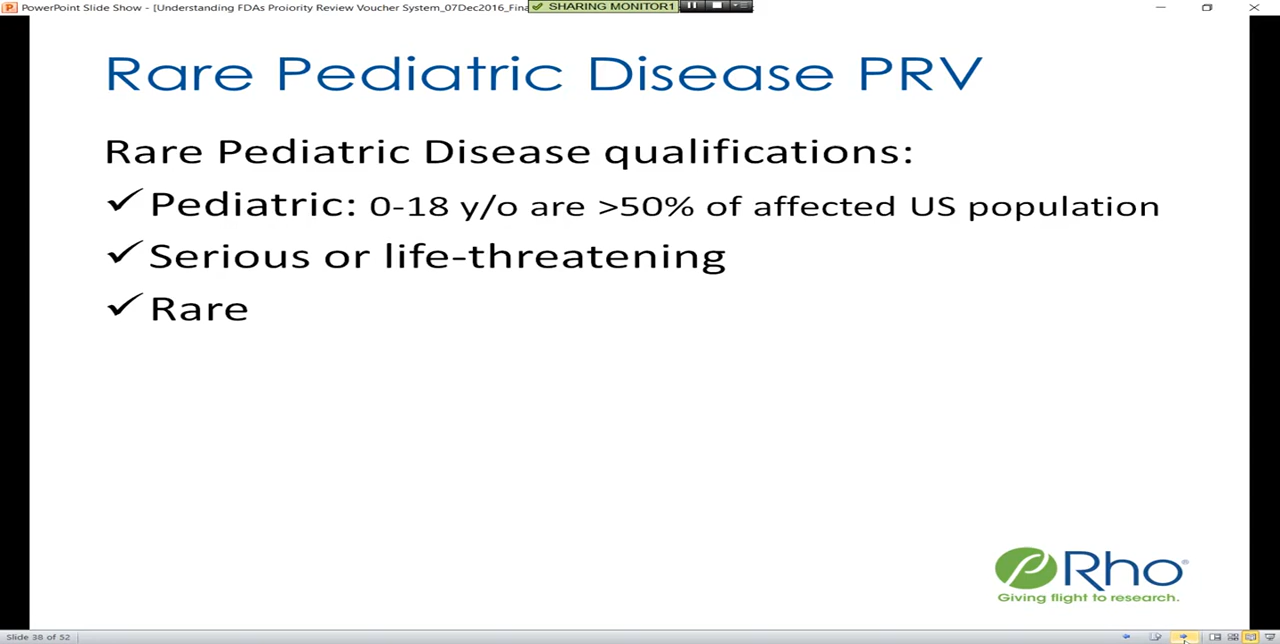 PowerPoint Slide Show - [Understanding FDAs Proiority Review Voucher System_07Dec2016_Fina
SHARING MONITOR1
Rare Pediatric Disease PRV
Rare Pediatric Disease qualifications:
✓ Pediatric: 0-18 y/o are >50% of affected US population
✓ Serious or life-threatening
✓ Rare
Rho®
Giving flight to research.
Slide 38 of 52